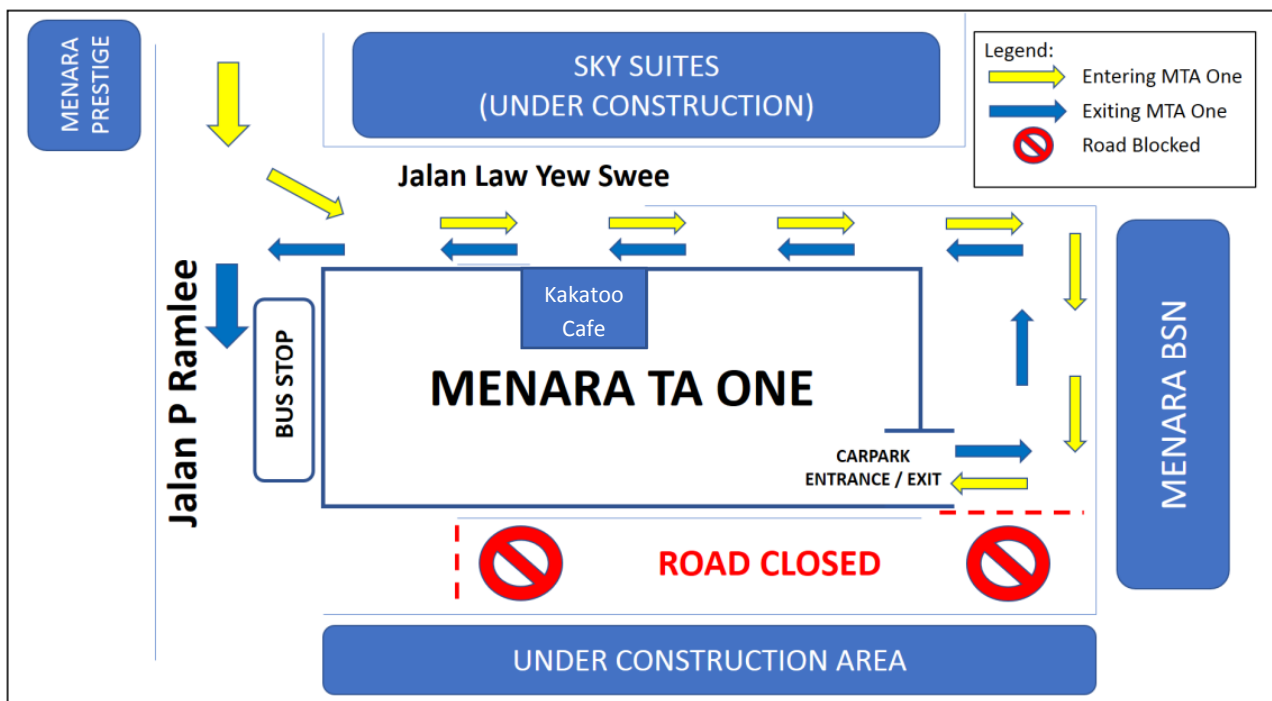 MENARA
PRESTIGE
SKY SUITES
(UNDER CONSTRUCTION)
Legend:
Entering MTA One
Exiting MTA One
Road Blocked
Jalan Law Yew Swee
Jalan P Ramlee
BUS STOP
Kakatoo
Cafe
MENARA TA ONE
CARPARK
ENTRANCE / EXIT
MENARA BSN
ROAD CLOSED
UNDER CONSTRUCTION AREA